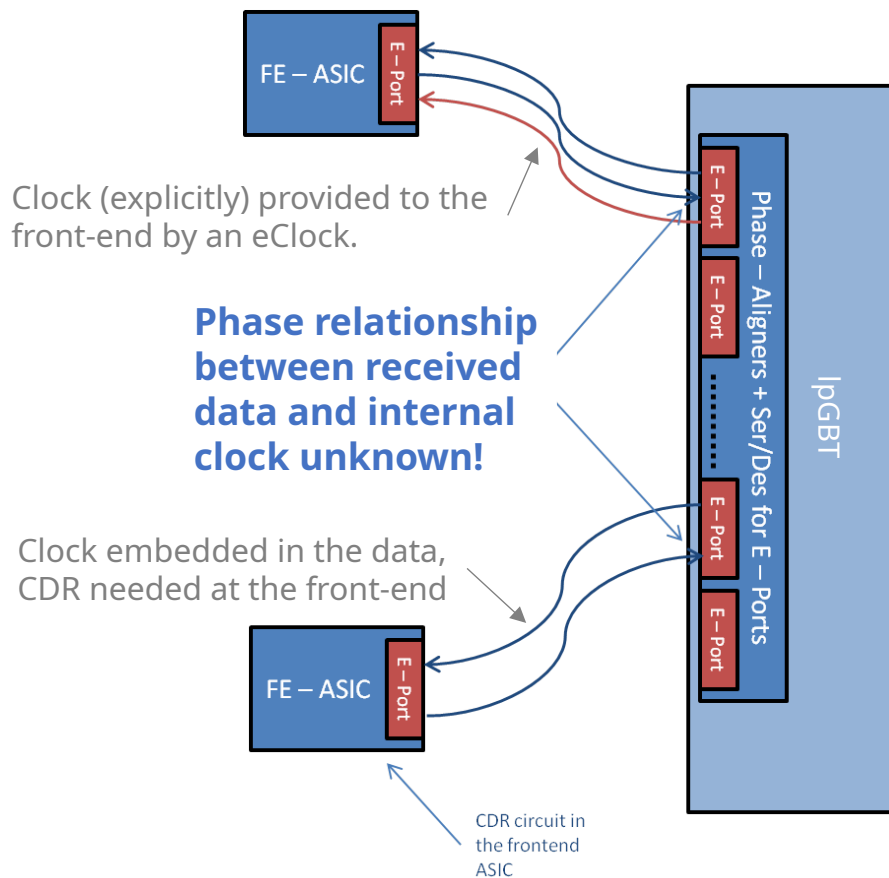 FE – ASIC
E – Port
Clock (explicitly) provided to the
front-end by an eClock.
Phase relationship
between received
data and internal
clock unknown!
Clock embedded in the data,
CDR needed at the front-end
FE – ASIC
E – Port
CDR circuit in
the frontend
ASIC
E – Port
E – Port
E – Port
E – Port
Phase – Aligners + Ser/Des for E – Ports
lpGBT